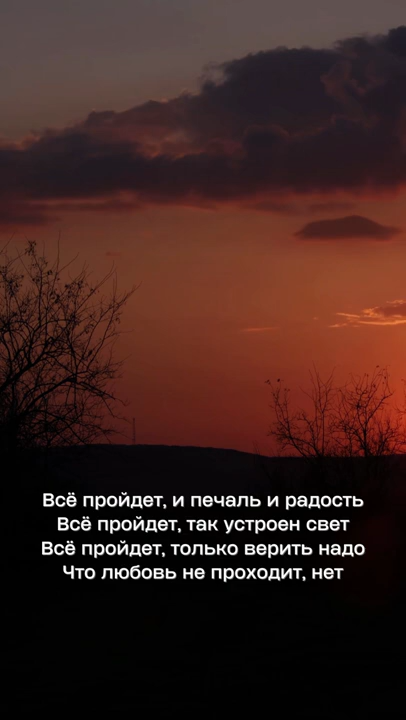 Всё пройдет, и печаль и радость
Всё пройдет, так устроен свет
Всё пройдет, только верить надо
Что любовь не проходит, нет